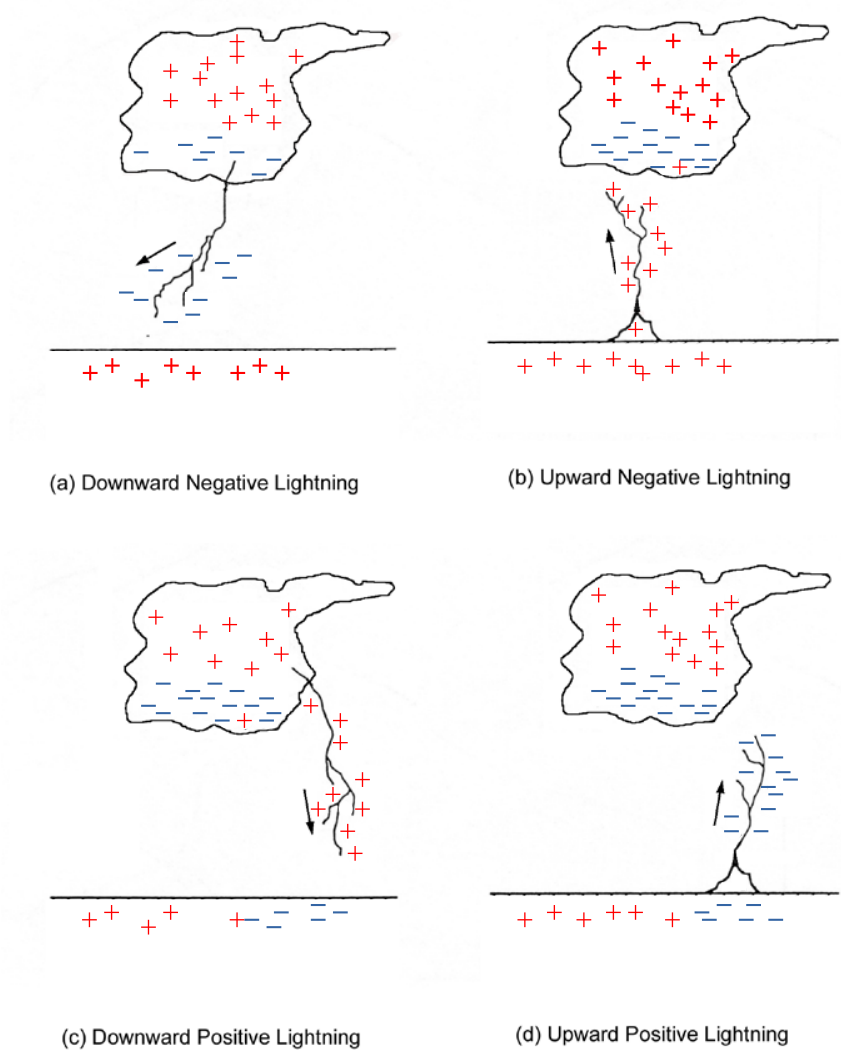 (a) Downward Negative Lightning
(b) Upward Negative Lightning
(c) Downward Positive Lightning
(d) Upward Positive Lightning